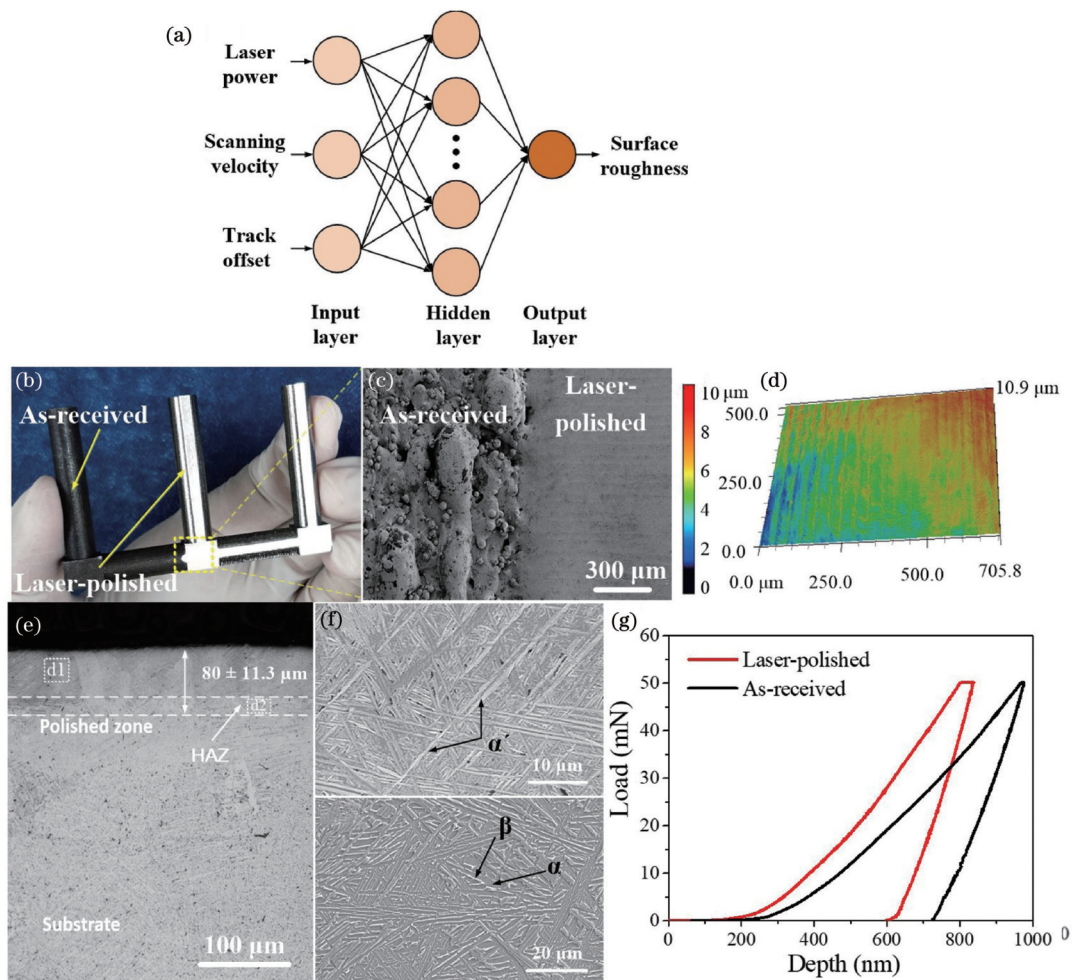 (a)
Laser
power
Scanning
velocity
Track
offset
Surface
roughness
Input
layer
Hidden
layer
Output
layer
(b)
As-received
Laser-polished
(c)
As-received
Laser-
polished
300 μm
10 μm
8
6
4
2
0
(d)
10.9 μm
500.0
250.0
0.0
0.0 μm
250.0
500.0
705.8
(e)
d1
80 ± 11.3 μm
d2
Polished zone
HAZ
Substrate
100 μm
(f)
α′
10 μm
β
α
20 μm
(g)
60
50
40
30
20
10
0
Load (mN)
Laser-polished
As-received
0
200
400
600
800
1000
Depth (nm)
0